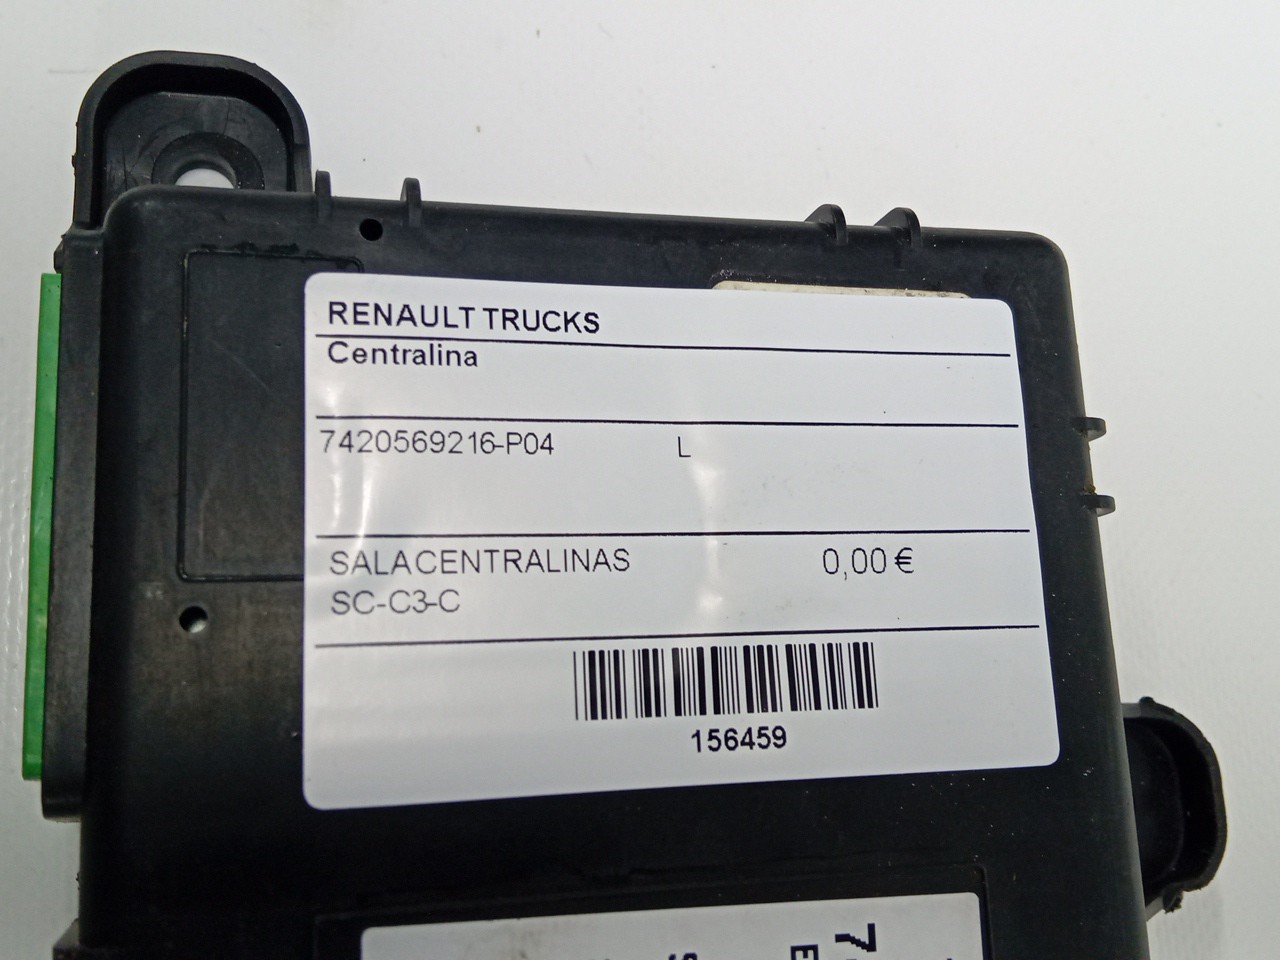 RENAULT TRUCKS
Centralina
7420569216-P04 L
SALACENTRALINAS 0,00€
SC-C3-C
156459